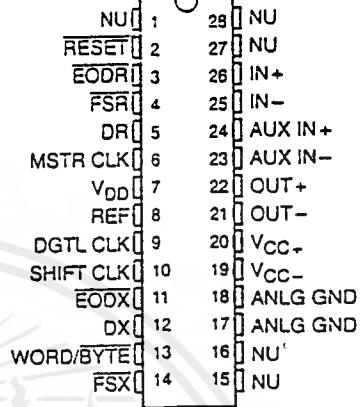 NU 1 28 NU
RESET 2 27 NU
EODR 3 26 IN+
FSR 4 25 IN−
DR 5 24 AUX IN+
MSTR CLK 6 23 AUX IN−
VDD 7 22 OUT+
REF 8 21 OUT−
DGTL CLK 9 20 VCC+
SHIFT CLK 10 19 VCC−
EODX 11 18 ANLG GND
DX 12 17 ANLG GND
WORD/BYTE 13 16 NU
FSX 14 15 NU